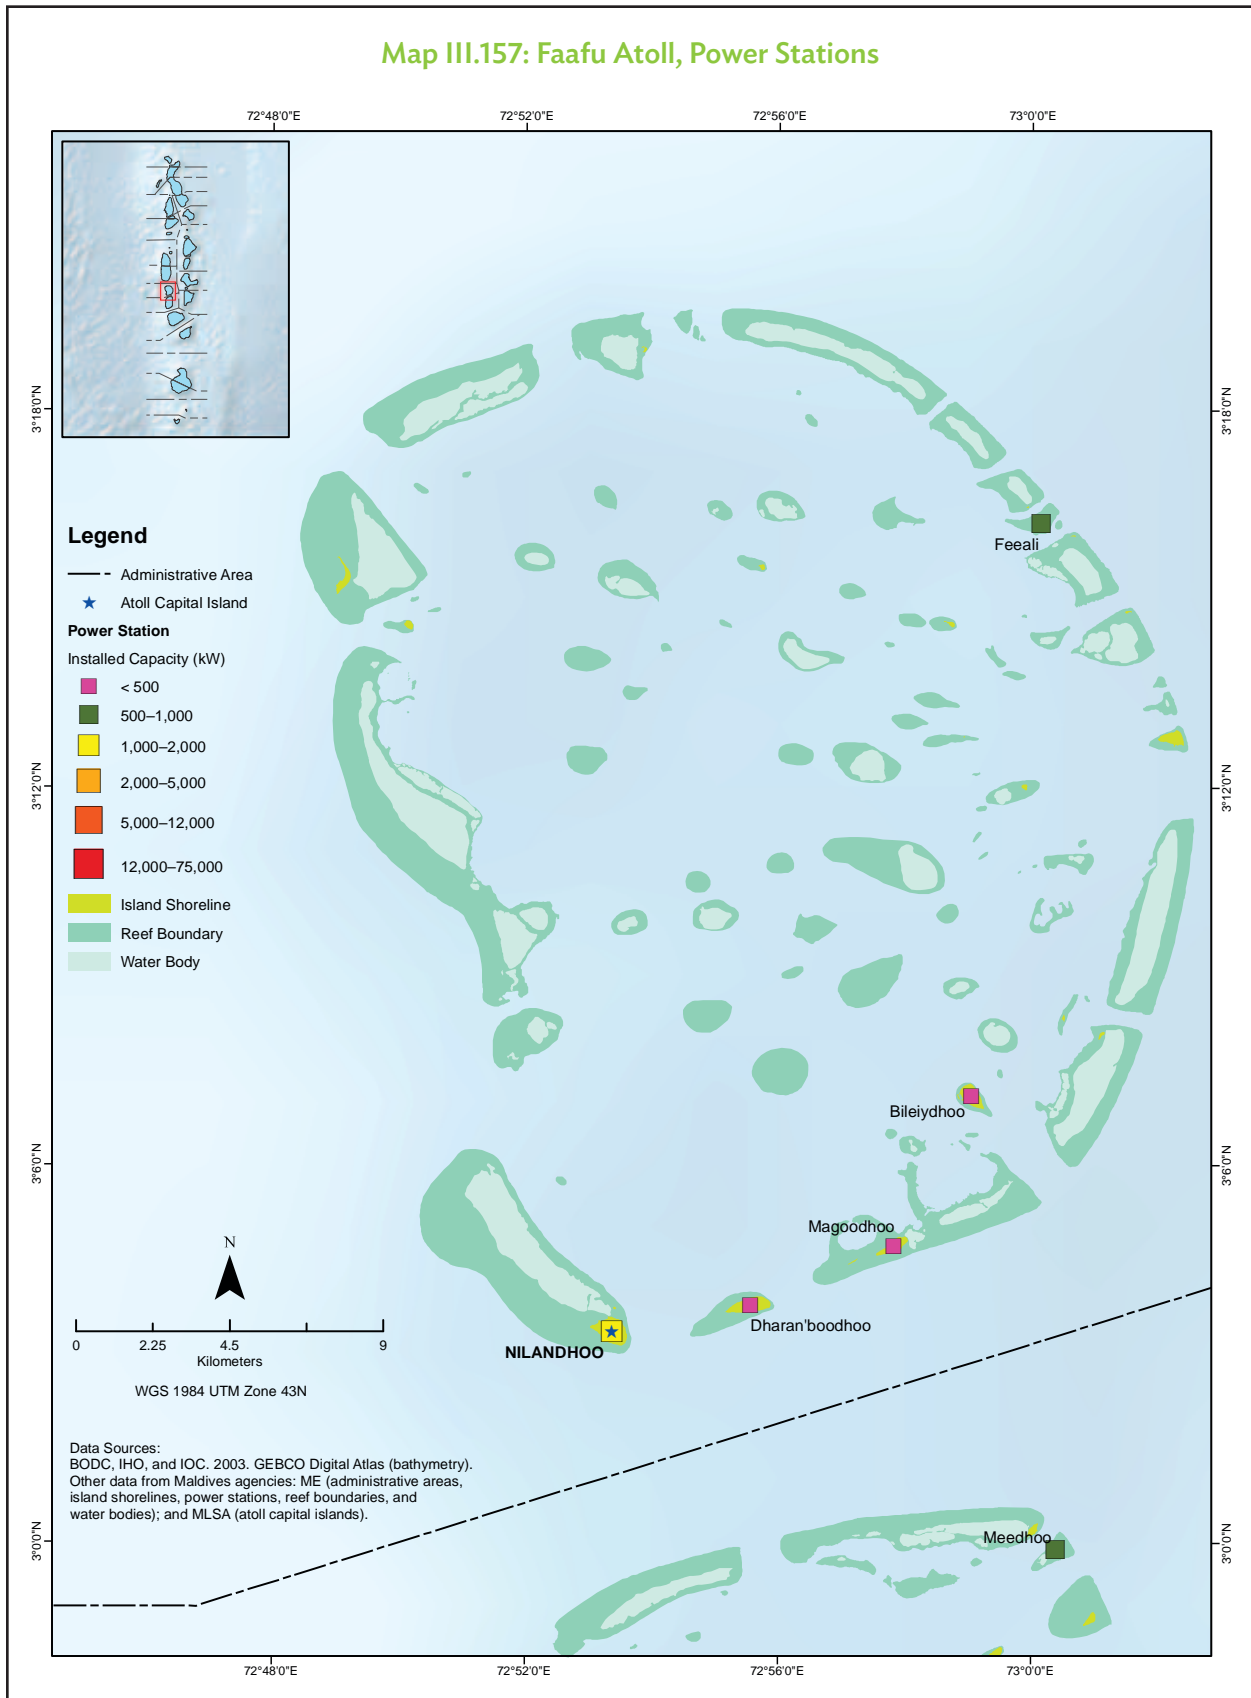 Map III.157: Faafu Atoll, Power Stations
72°48'0"E
72°52'0"E
72°56'0"E
73°0'0"E
3°18'0"N
3°18'0"N
Legend
Administrative Area
Atoll Capital Island
Power Station
Installed Capacity (kW)
< 500
500–1,000
1,000–2,000
2,000–5,000
5,000–12,000
12,000–75,000
Island Shoreline
Reef Boundary
Water Body
Feeali
3°12'0"N
3°12'0"N
Bileiydhoo
3°6'0"N
3°6'0"N
Magoodhoo
Dharan'boodhoo
NILANDHOO
N
0
2.25
4.5
9
Kilometers
WGS 1984 UTM Zone 43N
Data Sources:
BODC, IHO, and IOC. 2003. GEBCO Digital Atlas (bathymetry).
Other data from Maldives agencies: ME (administrative areas,
island shorelines, power stations, reef boundaries, and
water bodies); and MLSA (atoll capital islands).
Meedhoo
3°0'0"N
3°0'0"N
72°48'0"E
72°52'0"E
72°56'0"E
73°0'0"E